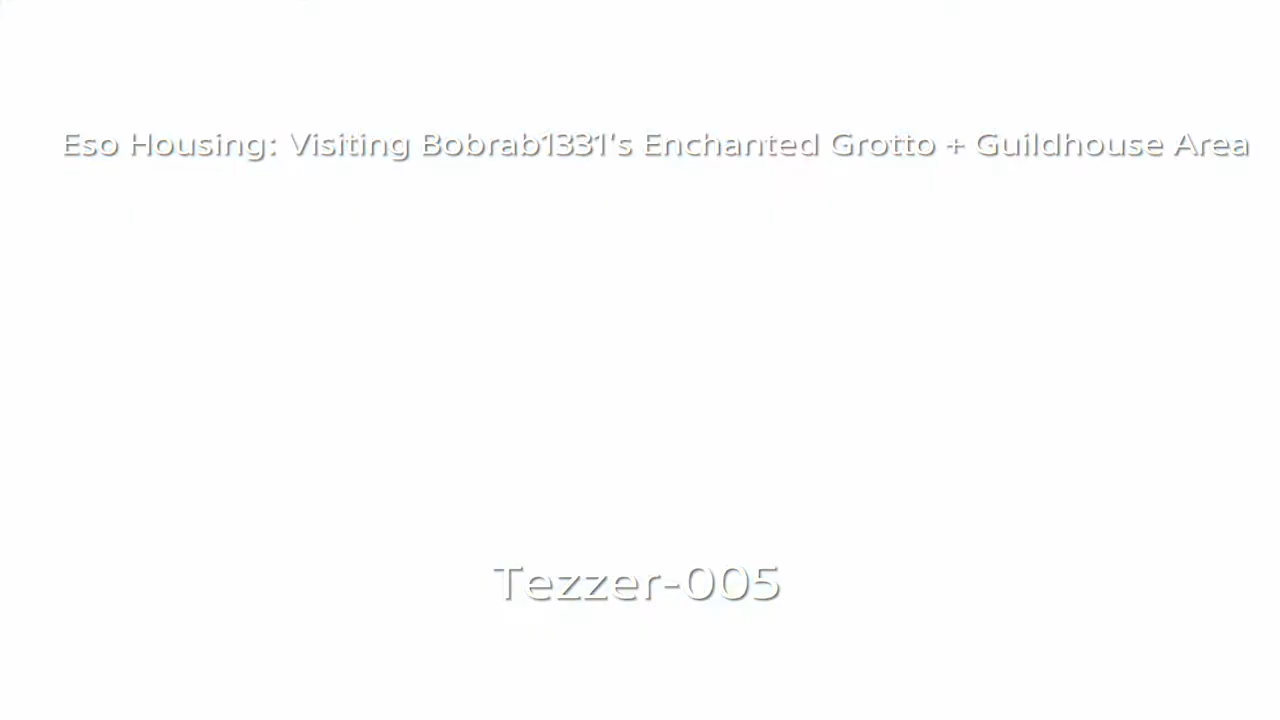 Eso Housing: Visiting Bobrab1331's Enchanted Grotto + Guildhouse Area
Tezzer-005